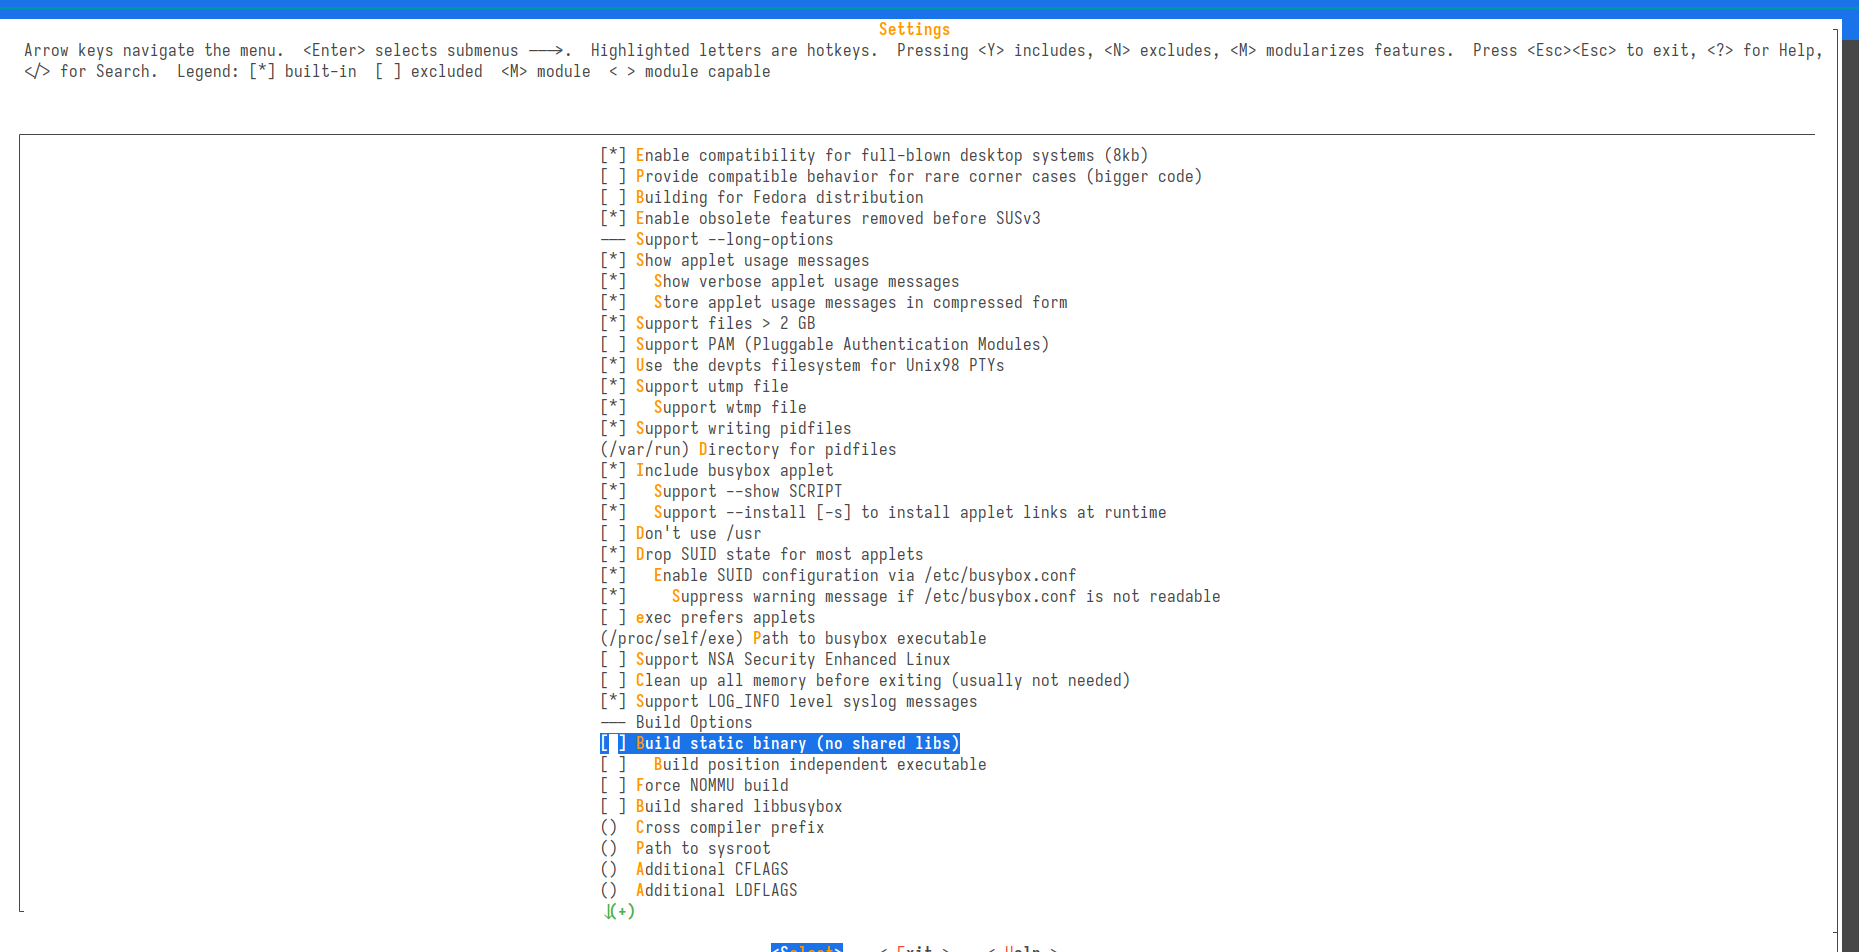 Settings
Arrow keys navigate the menu.  <Enter> selects submenus --->.  Highlighted letters are hotkeys.  Pressing <Y> includes, <N> excludes, <M> modularizes features.  Press <Esc><Esc> to exit, <?> for Help,
</> for Search.  Legend: [*] built-in  [ ] excluded  <M> module  < > module capable
[*] Enable compatibility for full-blown desktop systems (8kb)
[ ] Provide compatible behavior for rare corner cases (bigger code)
[ ] Building for Fedora distribution
[*] Enable obsolete features removed before SUSv3
--- Support --long-options
[*] Show applet usage messages
[*]   Show verbose applet usage messages
[*]   Store applet usage messages in compressed form
[*] Support files > 2 GB
[ ] Support PAM (Pluggable Authentication Modules)
[*] Use the devpts filesystem for Unix98 PTYs
[*] Support utmp file
[*]   Support wtmp file
[*] Support writing pidfiles
(/var/run) Directory for pidfiles
[*] Include busybox applet
[*]   Support --show SCRIPT
[*]   Support --install [-s] to install applet links at runtime
[ ] Don't use /usr
[*] Drop SUID state for most applets
[*]   Enable SUID configuration via /etc/busybox.conf
[*]     Suppress warning message if /etc/busybox.conf is not readable
[ ] exec prefers applets
(/proc/self/exe) Path to busybox executable
[ ] Support NSA Security Enhanced Linux
[ ] Clean up all memory before exiting (usually not needed)
[*] Support LOG_INFO level syslog messages
--- Build Options
[ ] Build static binary (no shared libs)
[ ]   Build position independent executable
[ ] Force NOMMU build
[ ] Build shared libbusybox
()  Cross compiler prefix
()  Path to sysroot
()  Additional CFLAGS
()  Additional LDFLAGS
↓(+)
<Select>    < Exit >    < Help >